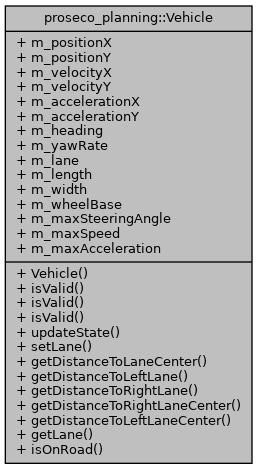 proseco_planning::Vehicle
+ m_positionX
+ m_positionY
+ m_velocityX
+ m_velocityY
+ m_accelerationX
+ m_accelerationY
+ m_heading
+ m_yawRate
+ m_lane
+ m_length
+ m_width
+ m_wheelBase
+ m_maxSteeringAngle
+ m_maxSpeed
+ m_maxAcceleration
+ Vehicle()
+ isValid()
+ isValid()
+ isValid()
+ updateState()
+ setLane()
+ getDistanceToLaneCenter()
+ getDistanceToLeftLane()
+ getDistanceToRightLane()
+ getDistanceToRightLaneCenter()
+ getDistanceToLeftLaneCenter()
+ getLane()
+ isOnRoad()